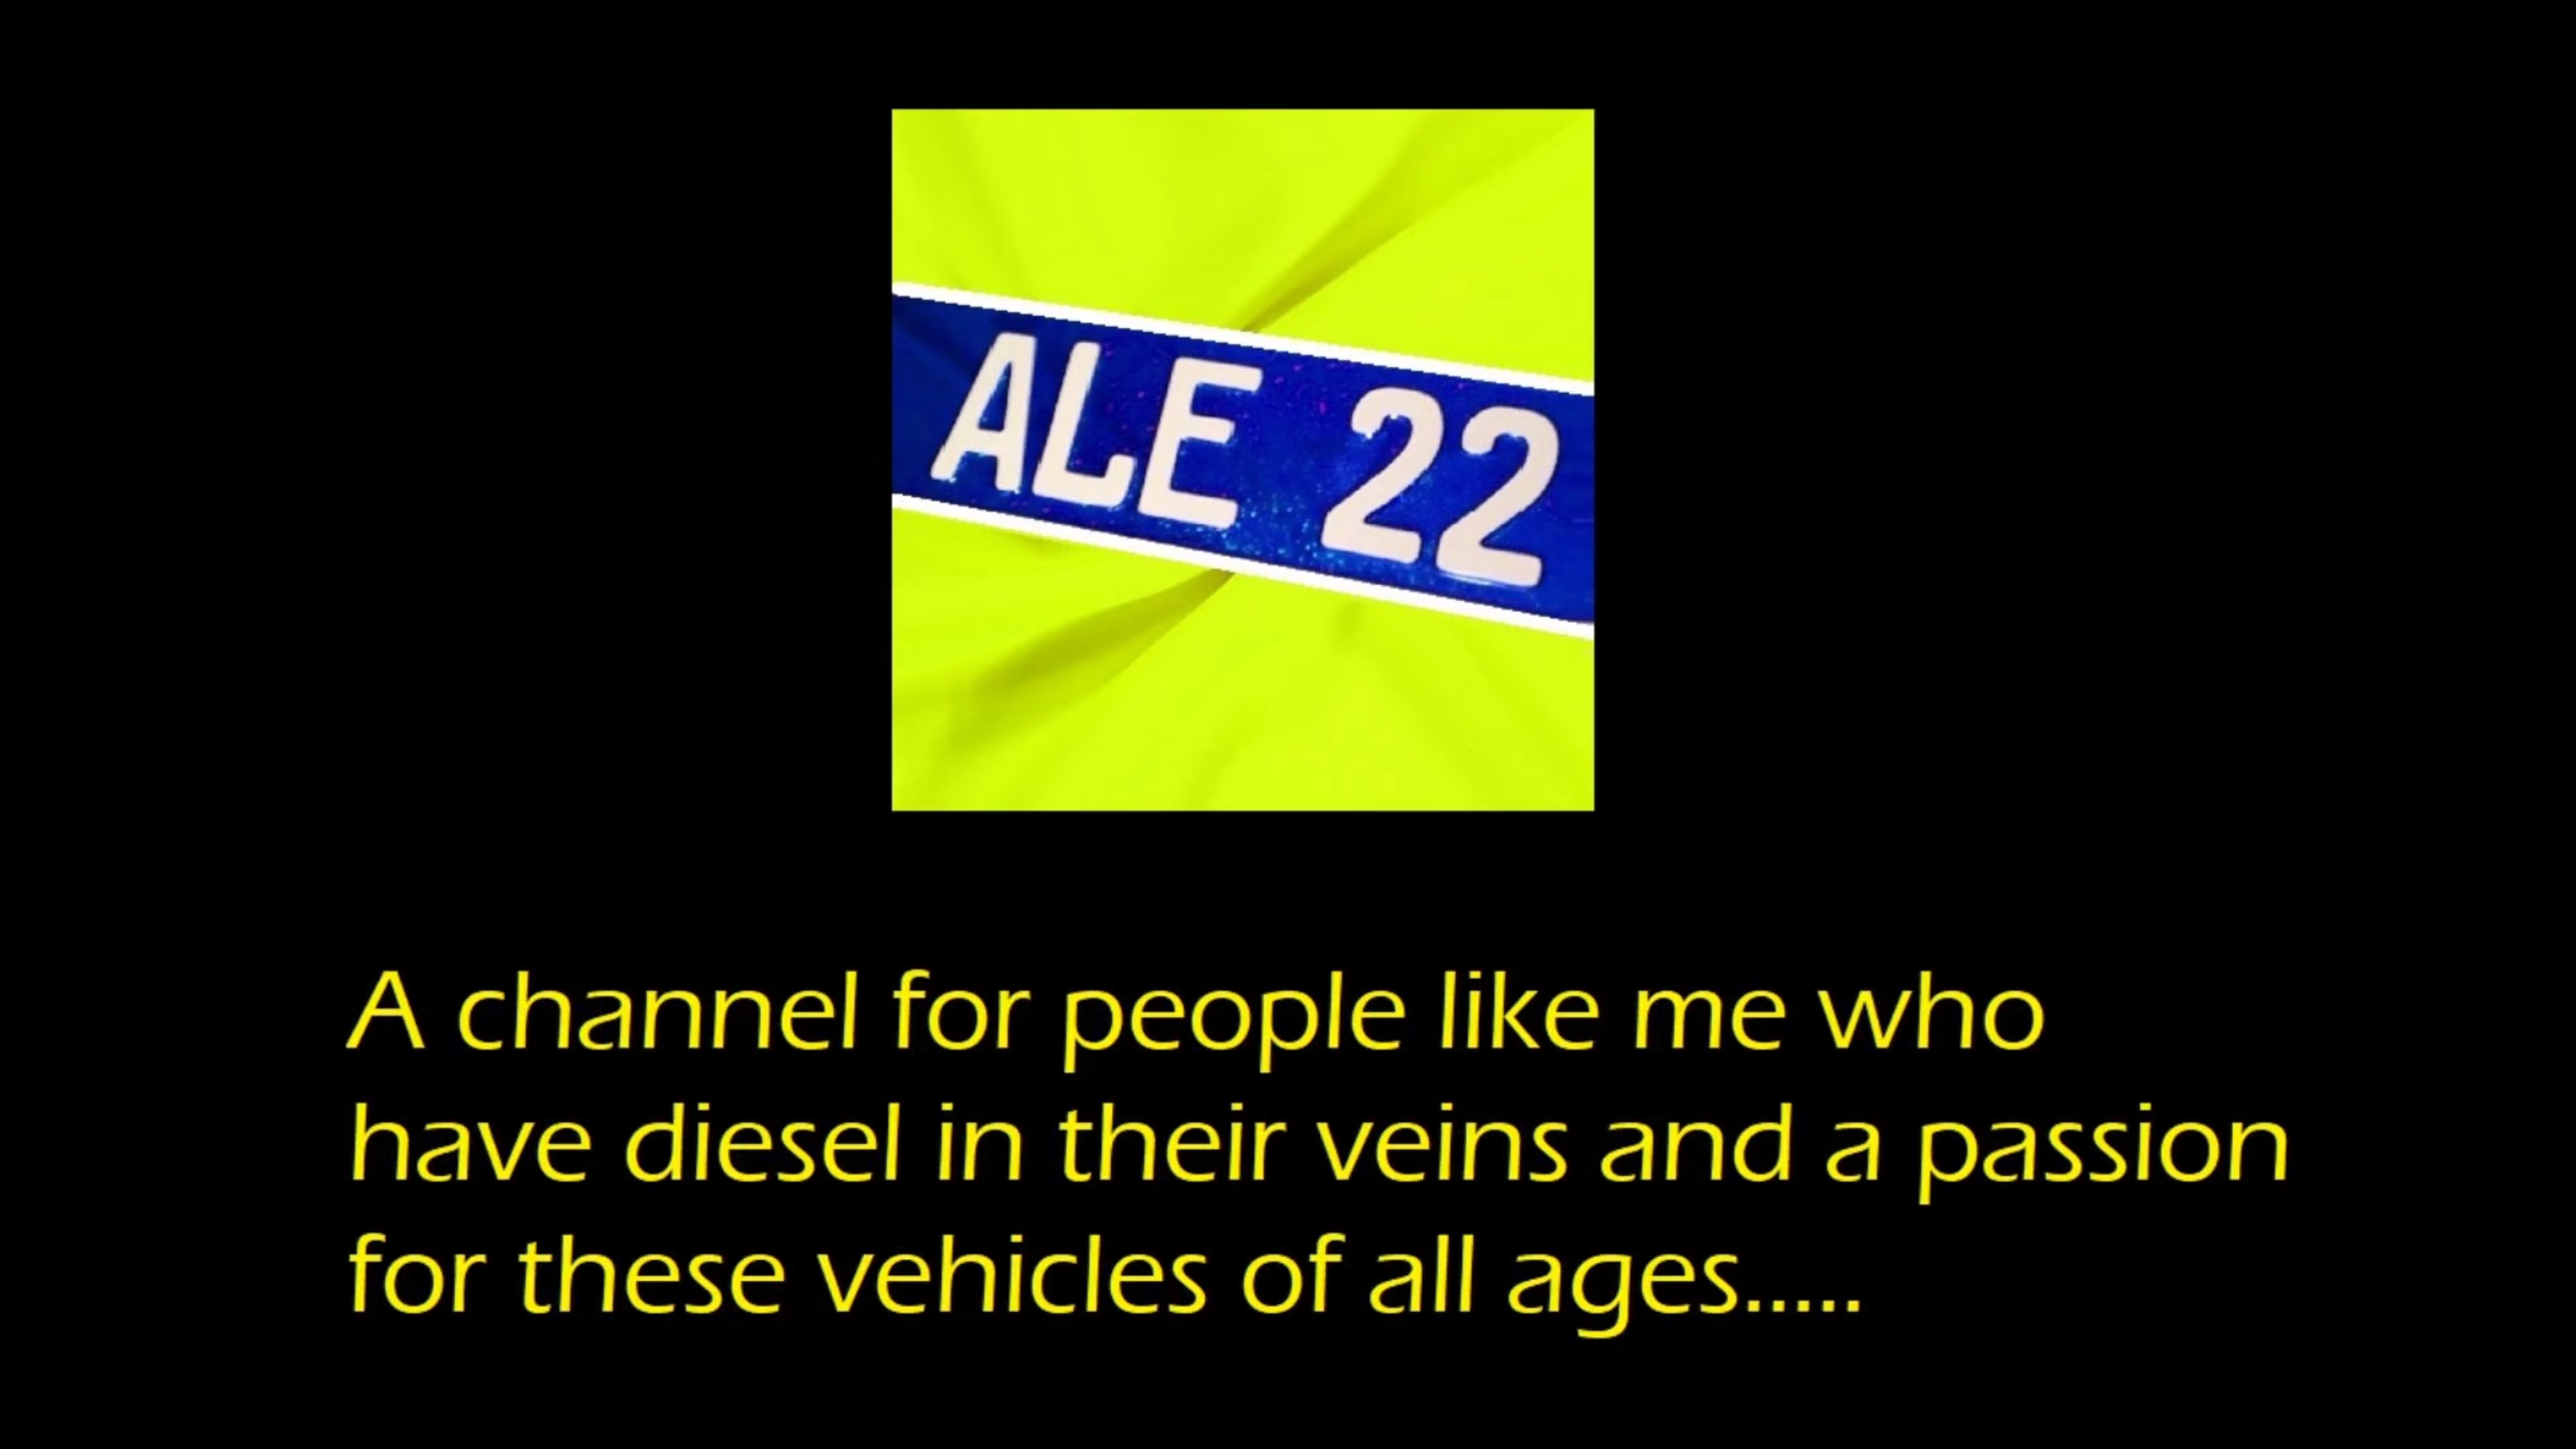 ALE 22
A channel for people like me who
have diesel in their veins and a passion
for these vehicles of all ages.....